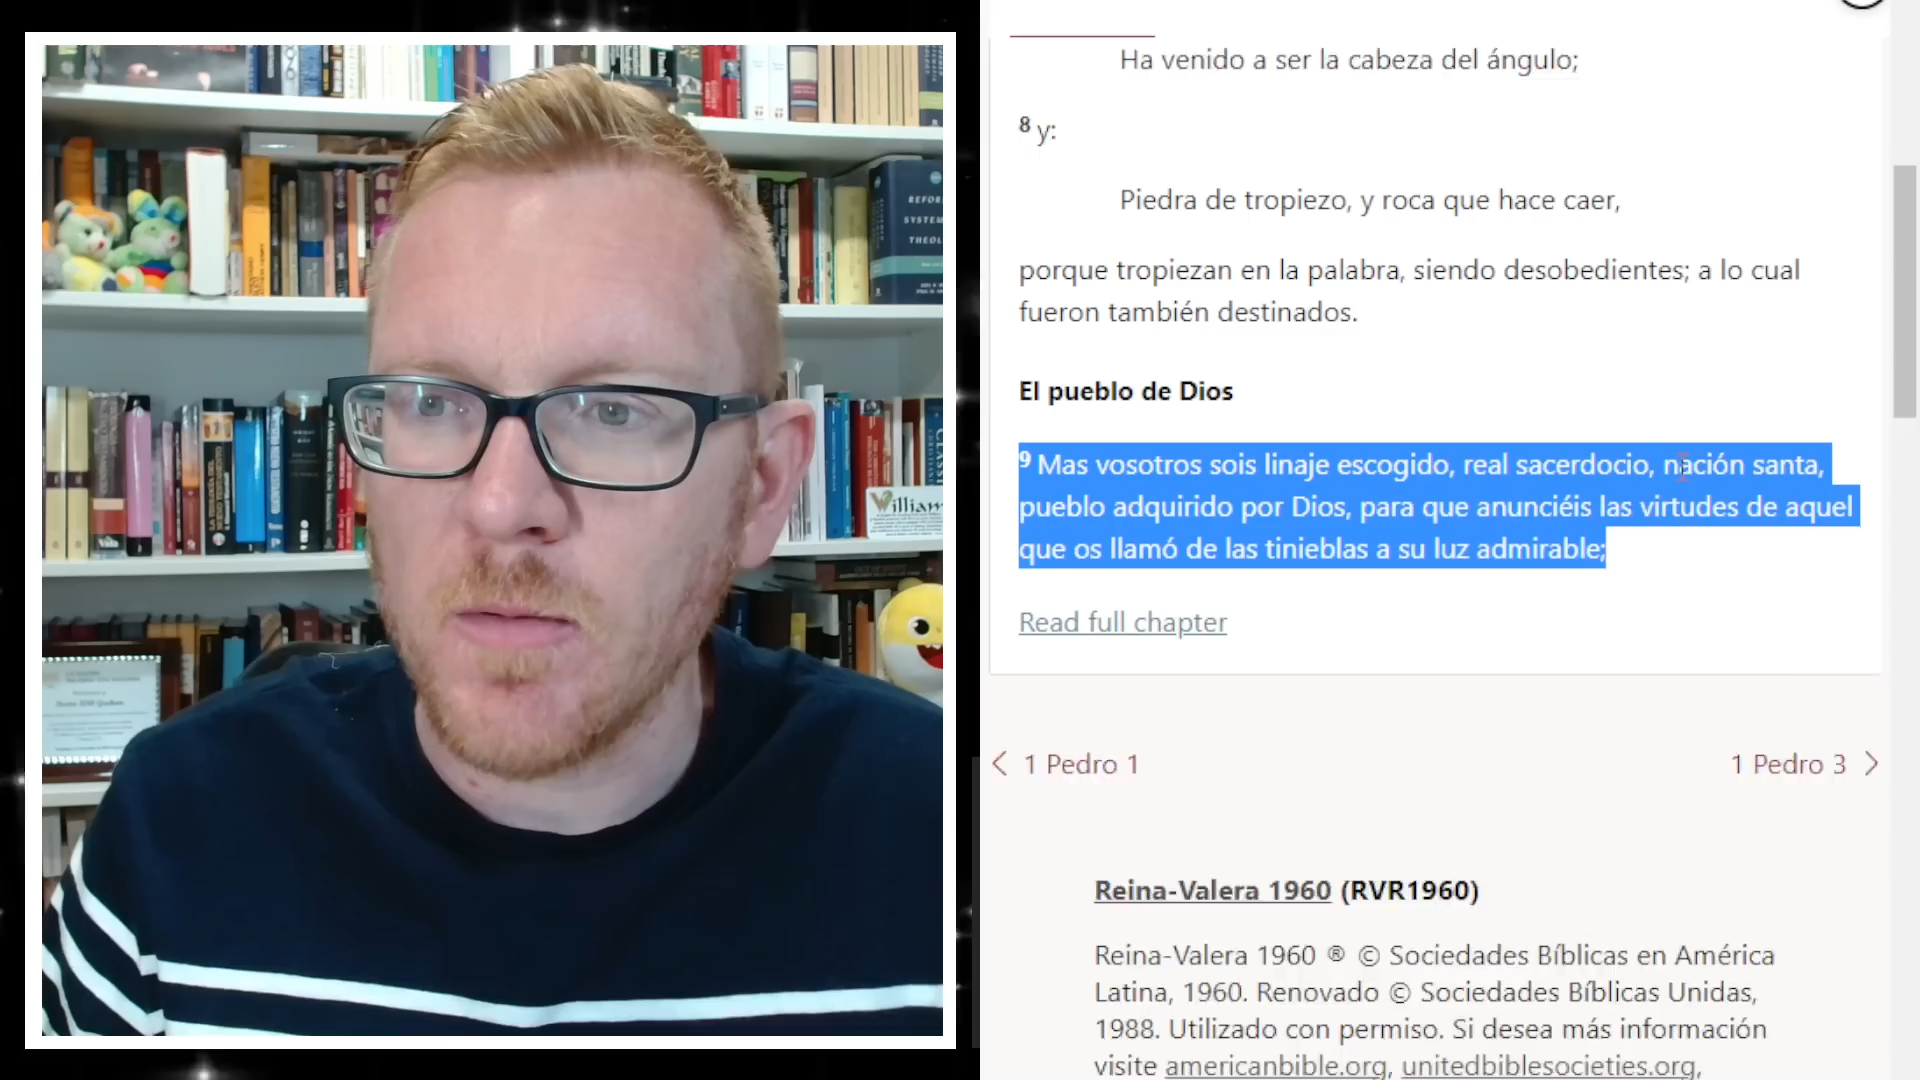 REFOR
SYSTEM
THEOL
William
Ha venido a ser la cabeza del ángulo;
8 y:
Piedra de tropiezo, y roca que hace caer,
porque tropiezan en la palabra, siendo desobedientes; a lo cual
fueron también destinados.
El pueblo de Dios
9 Mas vosotros sois linaje escogido, real sacerdocio, nación santa,
pueblo adquirido por Dios, para que anunciéis las virtudes de aquel
que os llamó de las tinieblas a su luz admirable;
Read full chapter
1 Pedro 1
1 Pedro 3
Reina-Valera 1960 (RVR1960)
Reina-Valera 1960 ® © Sociedades Bíblicas en América
Latina, 1960. Renovado © Sociedades Bíblicas Unidas,
1988. Utilizado con permiso. Si desea más información
visite americanbible.org, unitedbiblesocieties.org,